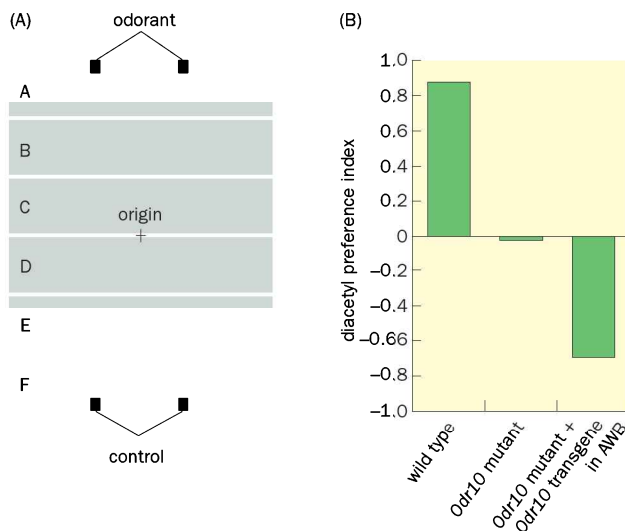 (A)
odorant
A
B
C
origin
D
E
F
control
(B)
diacetyl preference index
1.0
0.8
0.6
0.4
0.2
0
−0.2
−0.4
−0.66
−0.8
−1.0
wild type
Odr10 mutant
Odr10 mutant +
Odr10 transgene
in AWB